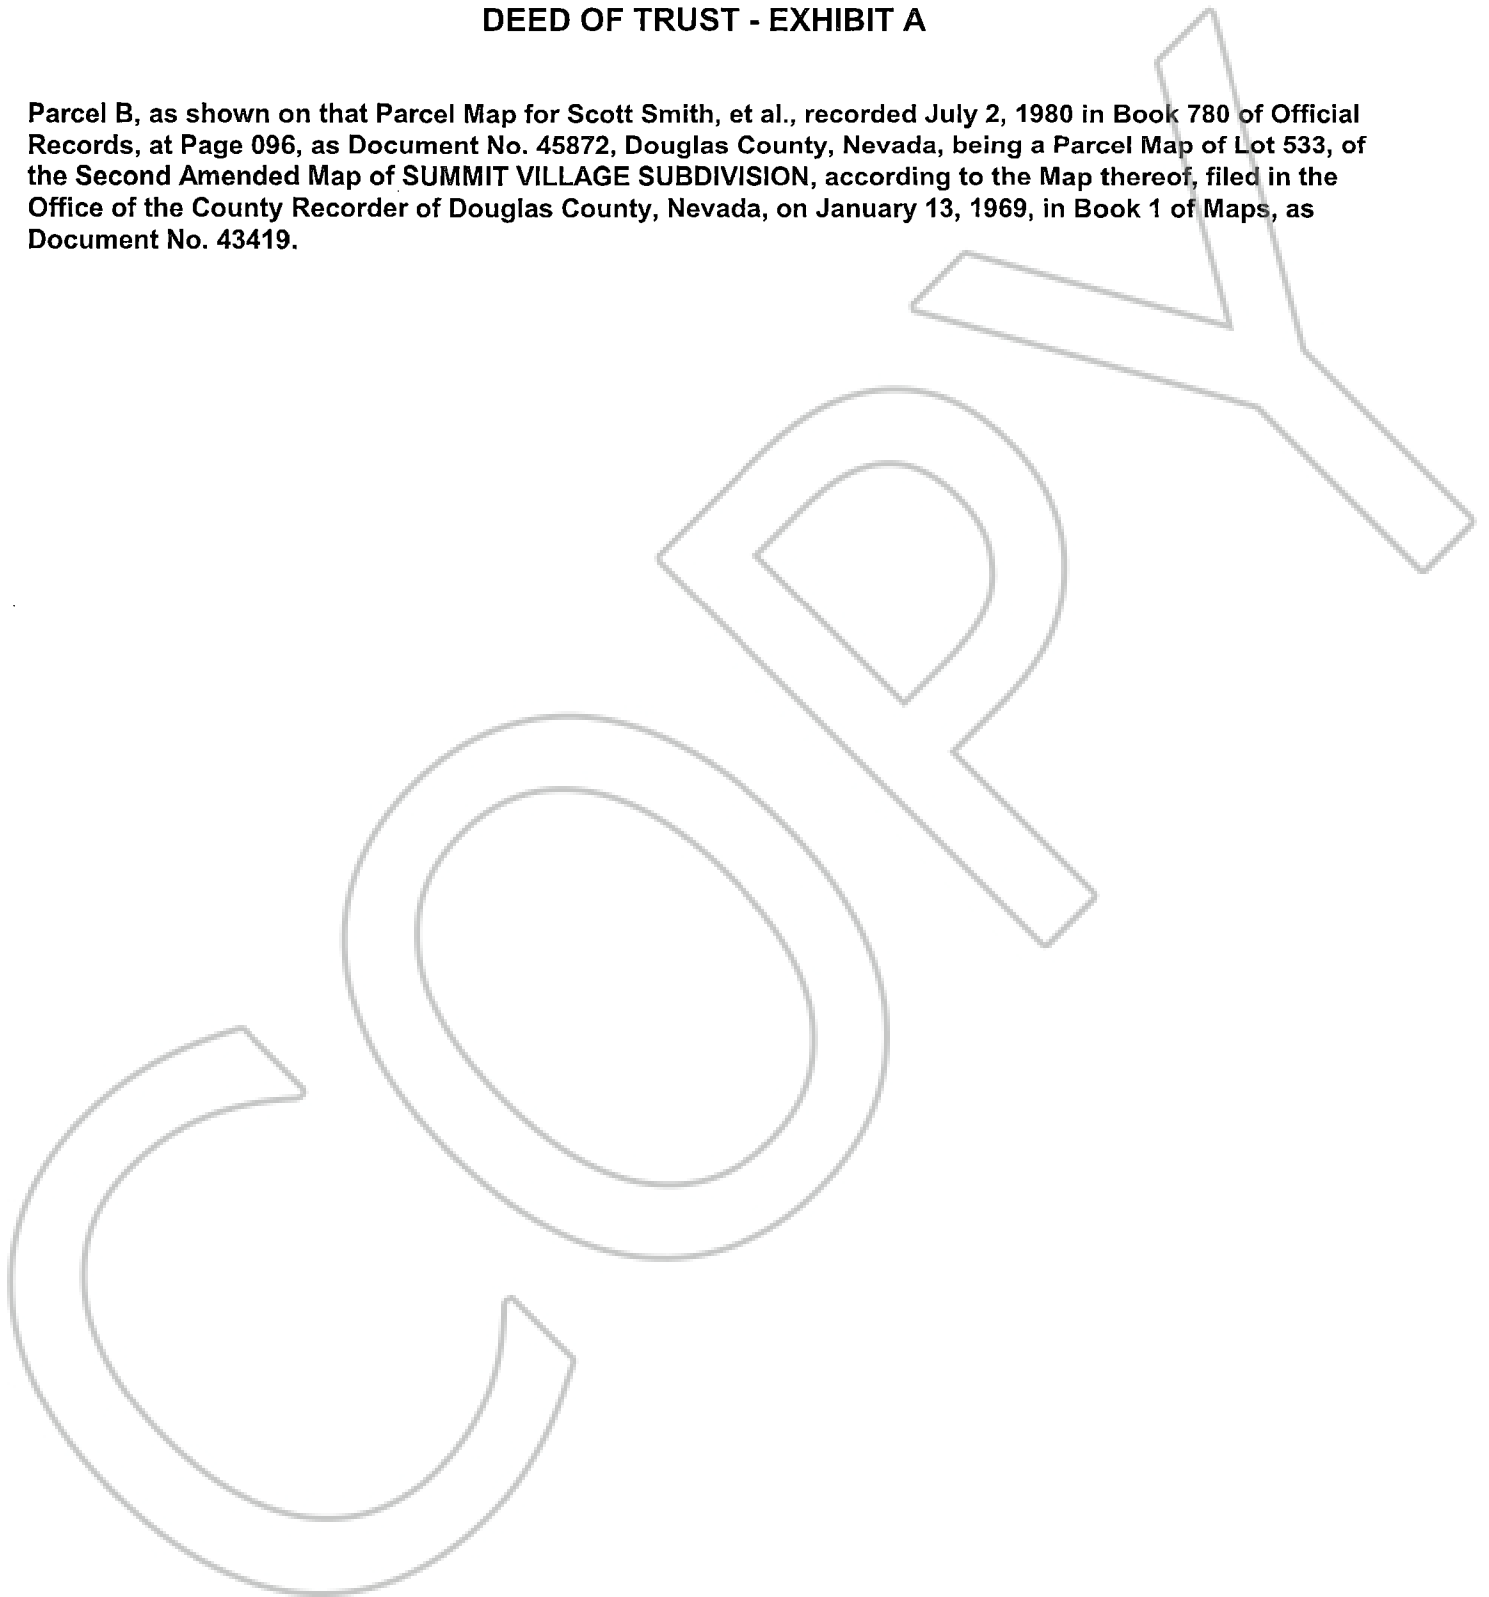 DEED OF TRUST - EXHIBIT A
Parcel B, as shown on that Parcel Map for Scott Smith, et al., recorded July 2, 1980 in Book 780 of Official
Records, at Page 096, as Document No. 45872, Douglas County, Nevada, being a Parcel Map of Lot 533, of
the Second Amended Map of SUMMIT VILLAGE SUBDIVISION, according to the Map thereof, filed in the
Office of the County Recorder of Douglas County, Nevada, on January 13, 1969, in Book 1 of Maps, as
Document No. 43419.
COPY